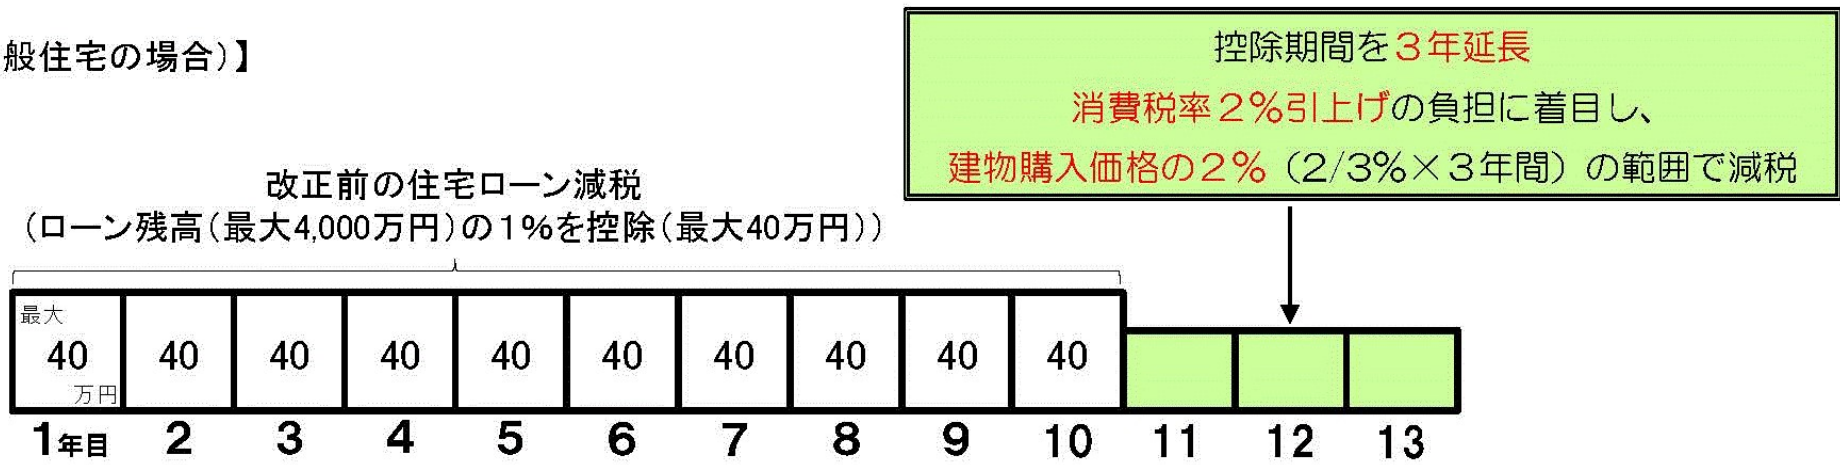 般住宅の場合)】
控除期間を3年延長
消費税率2%引上げの負担に着目し、
建物購入価格の2%（2/3%×3年間）の範囲で減税
改正前の住宅ローン減税
（ローン残高(最大4,000万円)の1%を控除(最大40万円)）
最大
40 40 40 40 40 40 40 40 40 40
万円
1年目 2 3 4 5 6 7 8 9 10 11 12 13